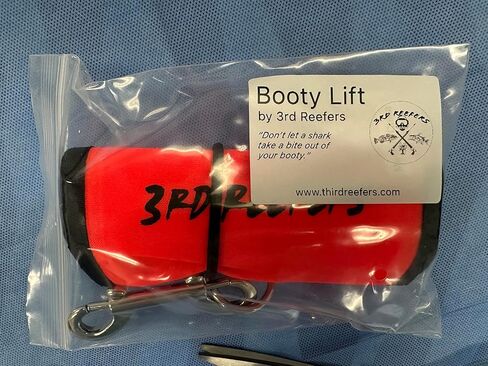 Booty Lift
by 3rd Reefers
"Don't let a shark
take a bite out of
your booty."
3RD REEFERS
www.thirdreefers.com
3RD REEFERS